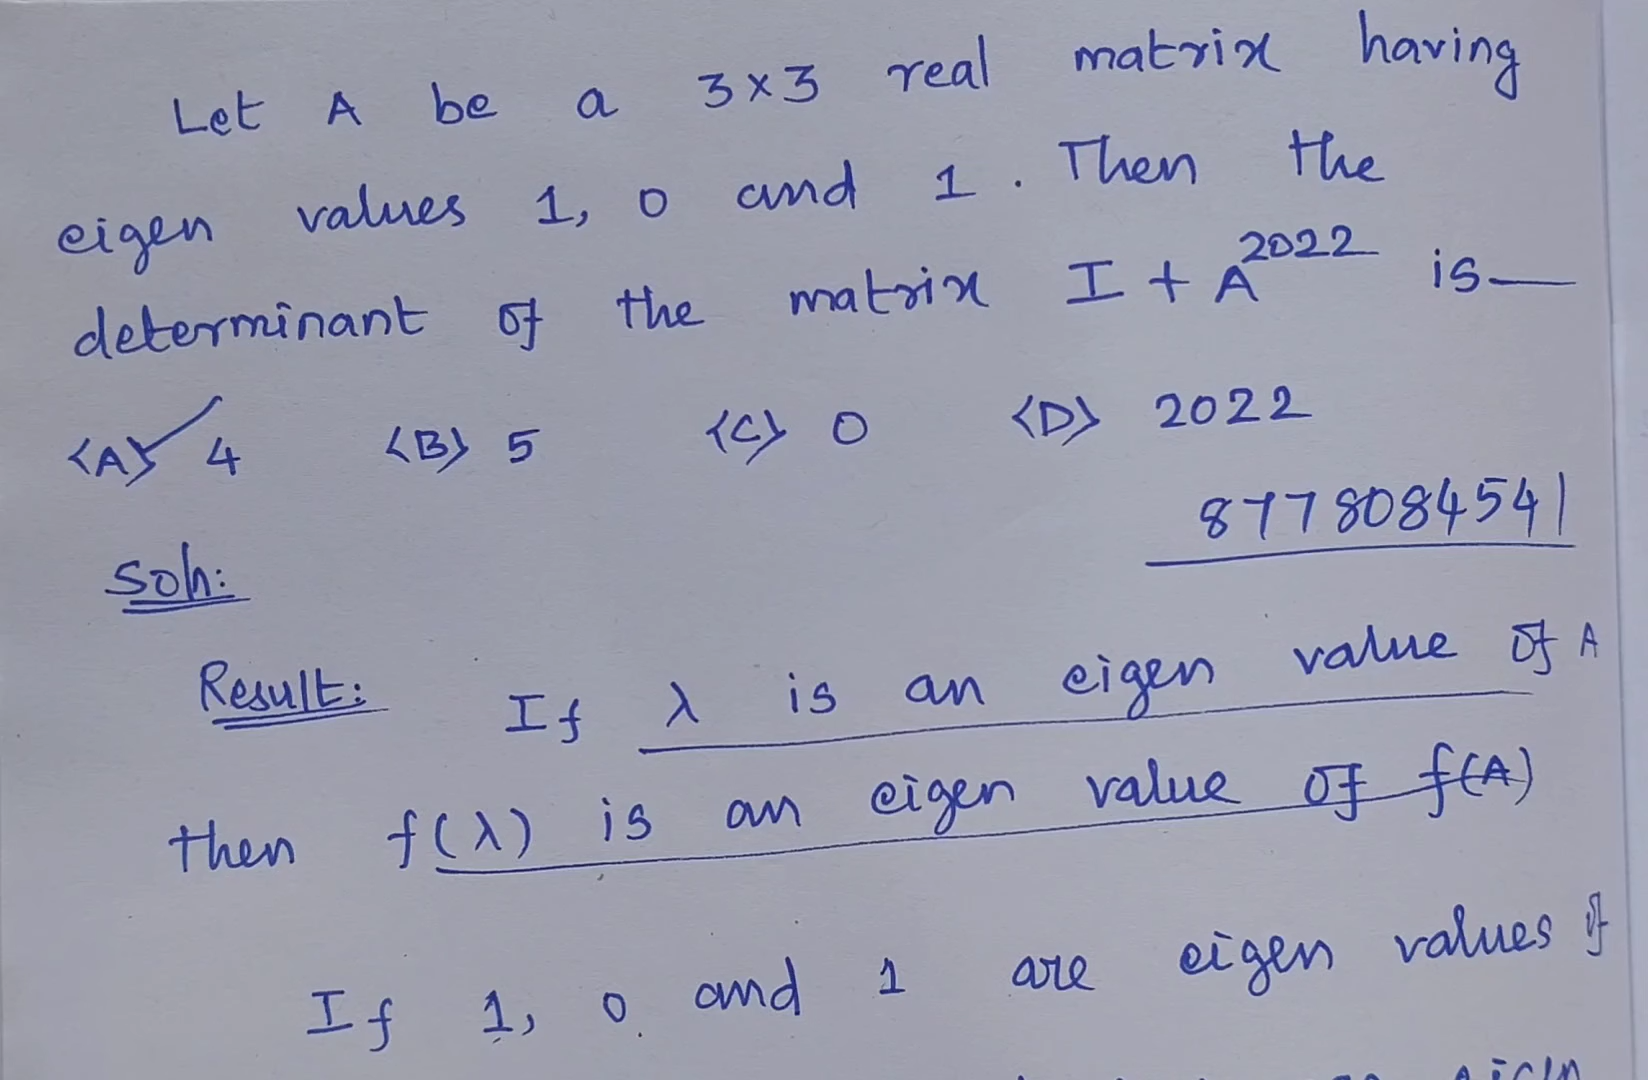 Let A be a 3×3 real matrix having
eigen values 1, 0 and 1. Then the
determinant of the matrix I + A²⁰²² is —
(A) 4 (B) 5 (C) 0 (D) 2022
8778084541
Soln:
Result: If λ is an eigen value of A
then f(λ) is an eigen value of f(A)
If 1, 0 and 1 are eigen values of